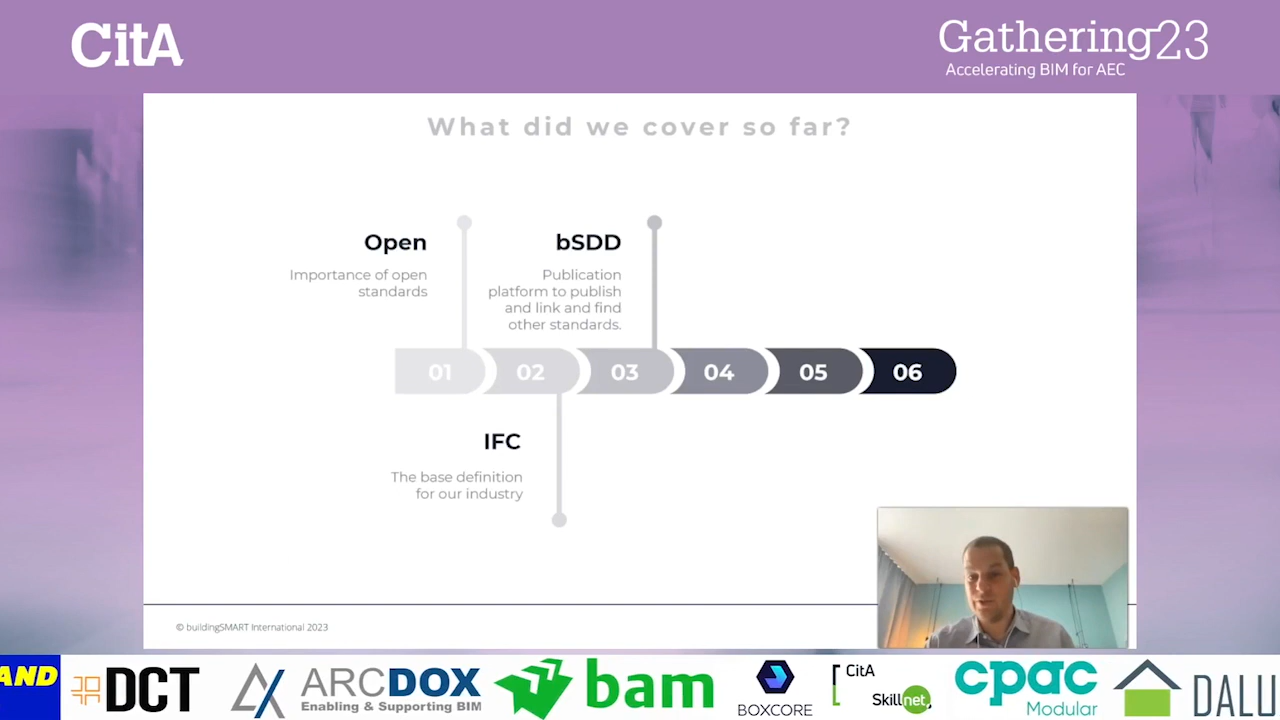 CitA
Gathering23
Accelerating BIM for AEC
What did we cover so far?
Open
Importance of open
standards
bSDD
Publication
platform to publish
and link and find
other standards.
01 02 03 04 05 06
IFC
The base definition
for our industry
© buildingSMART International 2023
AND
DCT
ARCDOX
Enabling & Supporting BIM
bam
BOXCORE
CitA
Skillnet
cpac
Modular
DALU